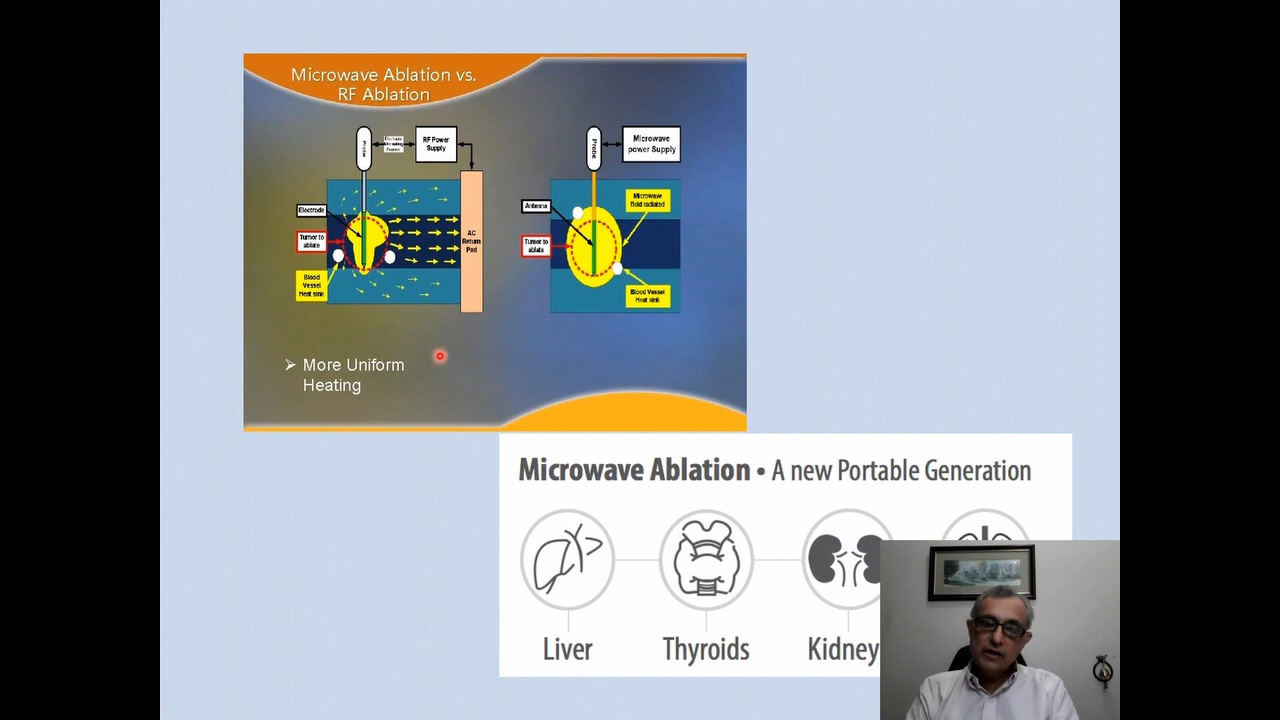 Microwave Ablation vs.
RF Ablation
Probe
RF Power
Supply
Electrode
Tumor to
ablate
Blood
Vessel
Heat sink
AC
Return
Pad
Probe
Microwave
power Supply
Antenna
Microwave
field radiated
Tumor to
ablate
Blood Vessel
Heat sink
➢ More Uniform
Heating
Microwave Ablation • A new Portable Generation
Liver
Thyroids
Kidney